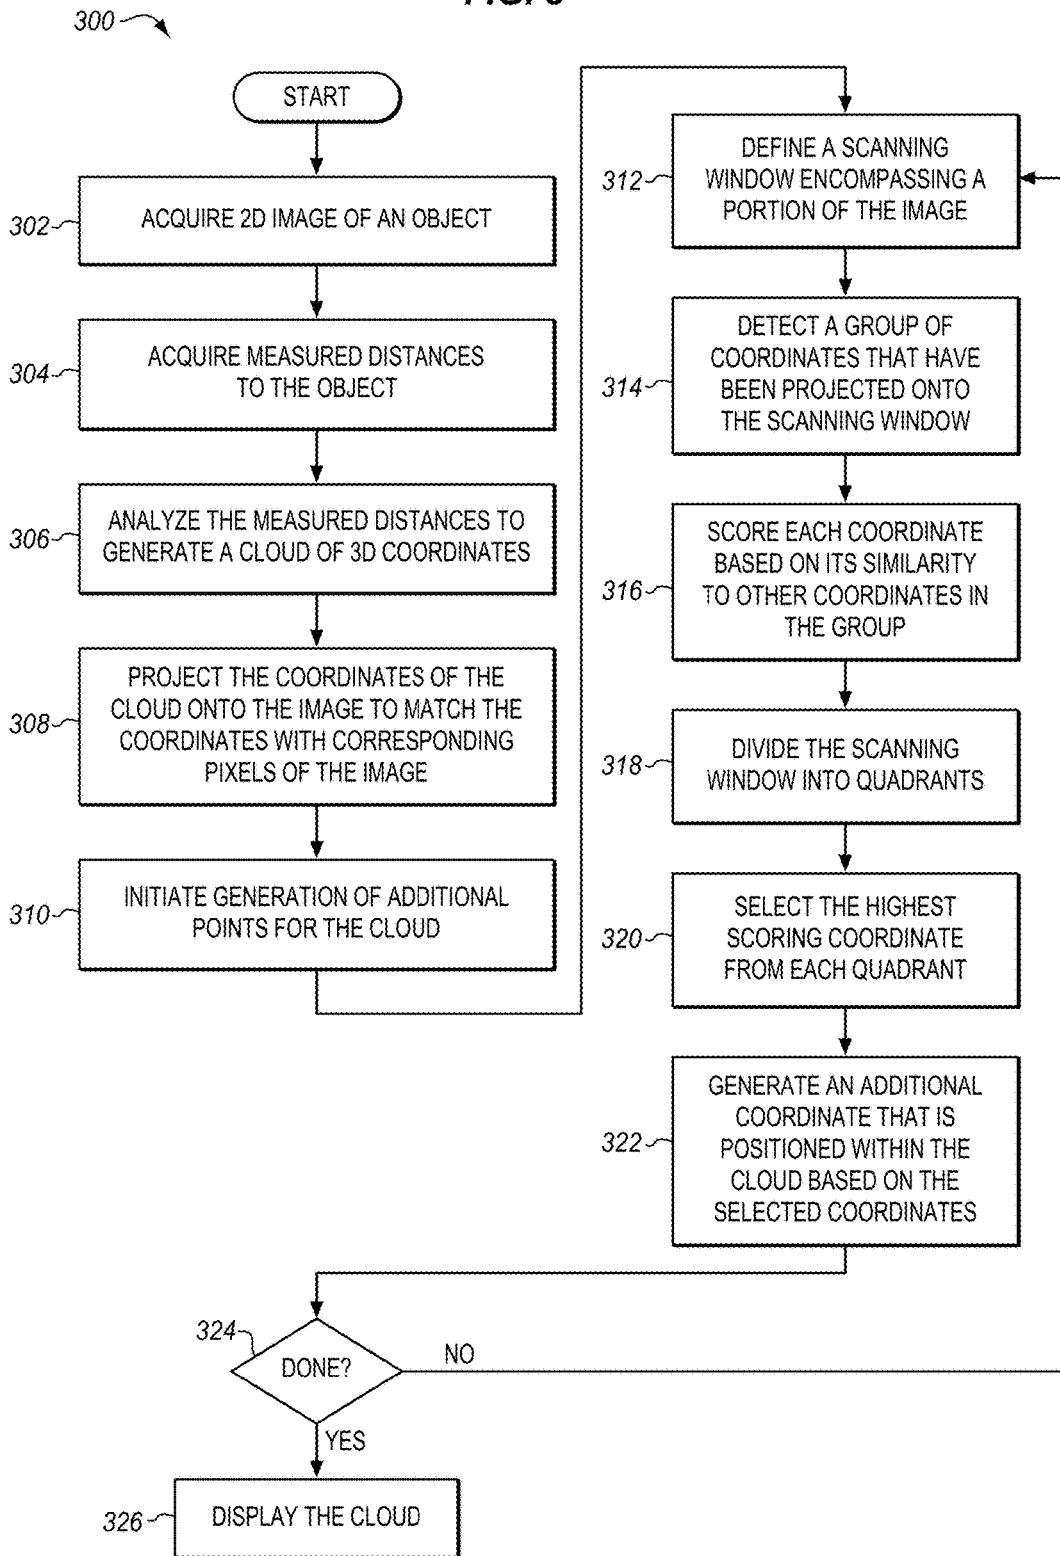 300
START
302
ACQUIRE 2D IMAGE OF AN OBJECT
304
ACQUIRE MEASURED DISTANCES
TO THE OBJECT
306
ANALYZE THE MEASURED DISTANCES TO
GENERATE A CLOUD OF 3D COORDINATES
308
PROJECT THE COORDINATES OF THE
CLOUD ONTO THE IMAGE TO MATCH THE
COORDINATES WITH CORRESPONDING
PIXELS OF THE IMAGE
310
INITIATE GENERATION OF ADDITIONAL
POINTS FOR THE CLOUD
312
DEFINE A SCANNING
WINDOW ENCOMPASSING A
PORTION OF THE IMAGE
314
DETECT A GROUP OF
COORDINATES THAT HAVE
BEEN PROJECTED ONTO
THE SCANNING WINDOW
316
SCORE EACH COORDINATE
BASED ON ITS SIMILARITY
TO OTHER COORDINATES IN
THE GROUP
318
DIVIDE THE SCANNING
WINDOW INTO QUADRANTS
320
SELECT THE HIGHEST
SCORING COORDINATE
FROM EACH QUADRANT
322
GENERATE AN ADDITIONAL
COORDINATE THAT IS
POSITIONED WITHIN THE
CLOUD BASED ON THE
SELECTED COORDINATES
324
DONE?
NO
YES
326
DISPLAY THE CLOUD